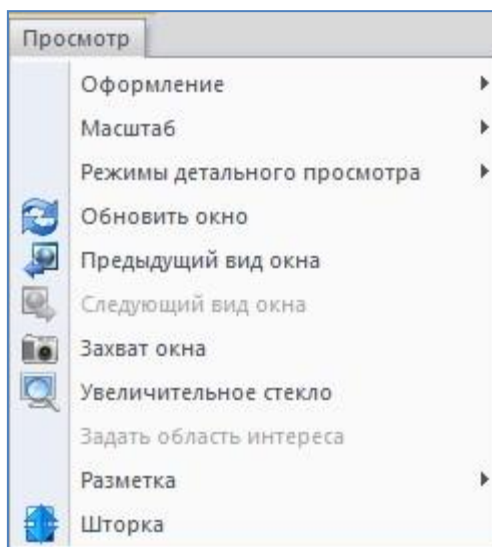 Просмотр
Оформление
Масштаб
Режимы детального просмотра
Обновить окно
Предыдущий вид окна
Следующий вид окна
Захват окна
Увеличительное стекло
Задать область интереса
Разметка
Шторка